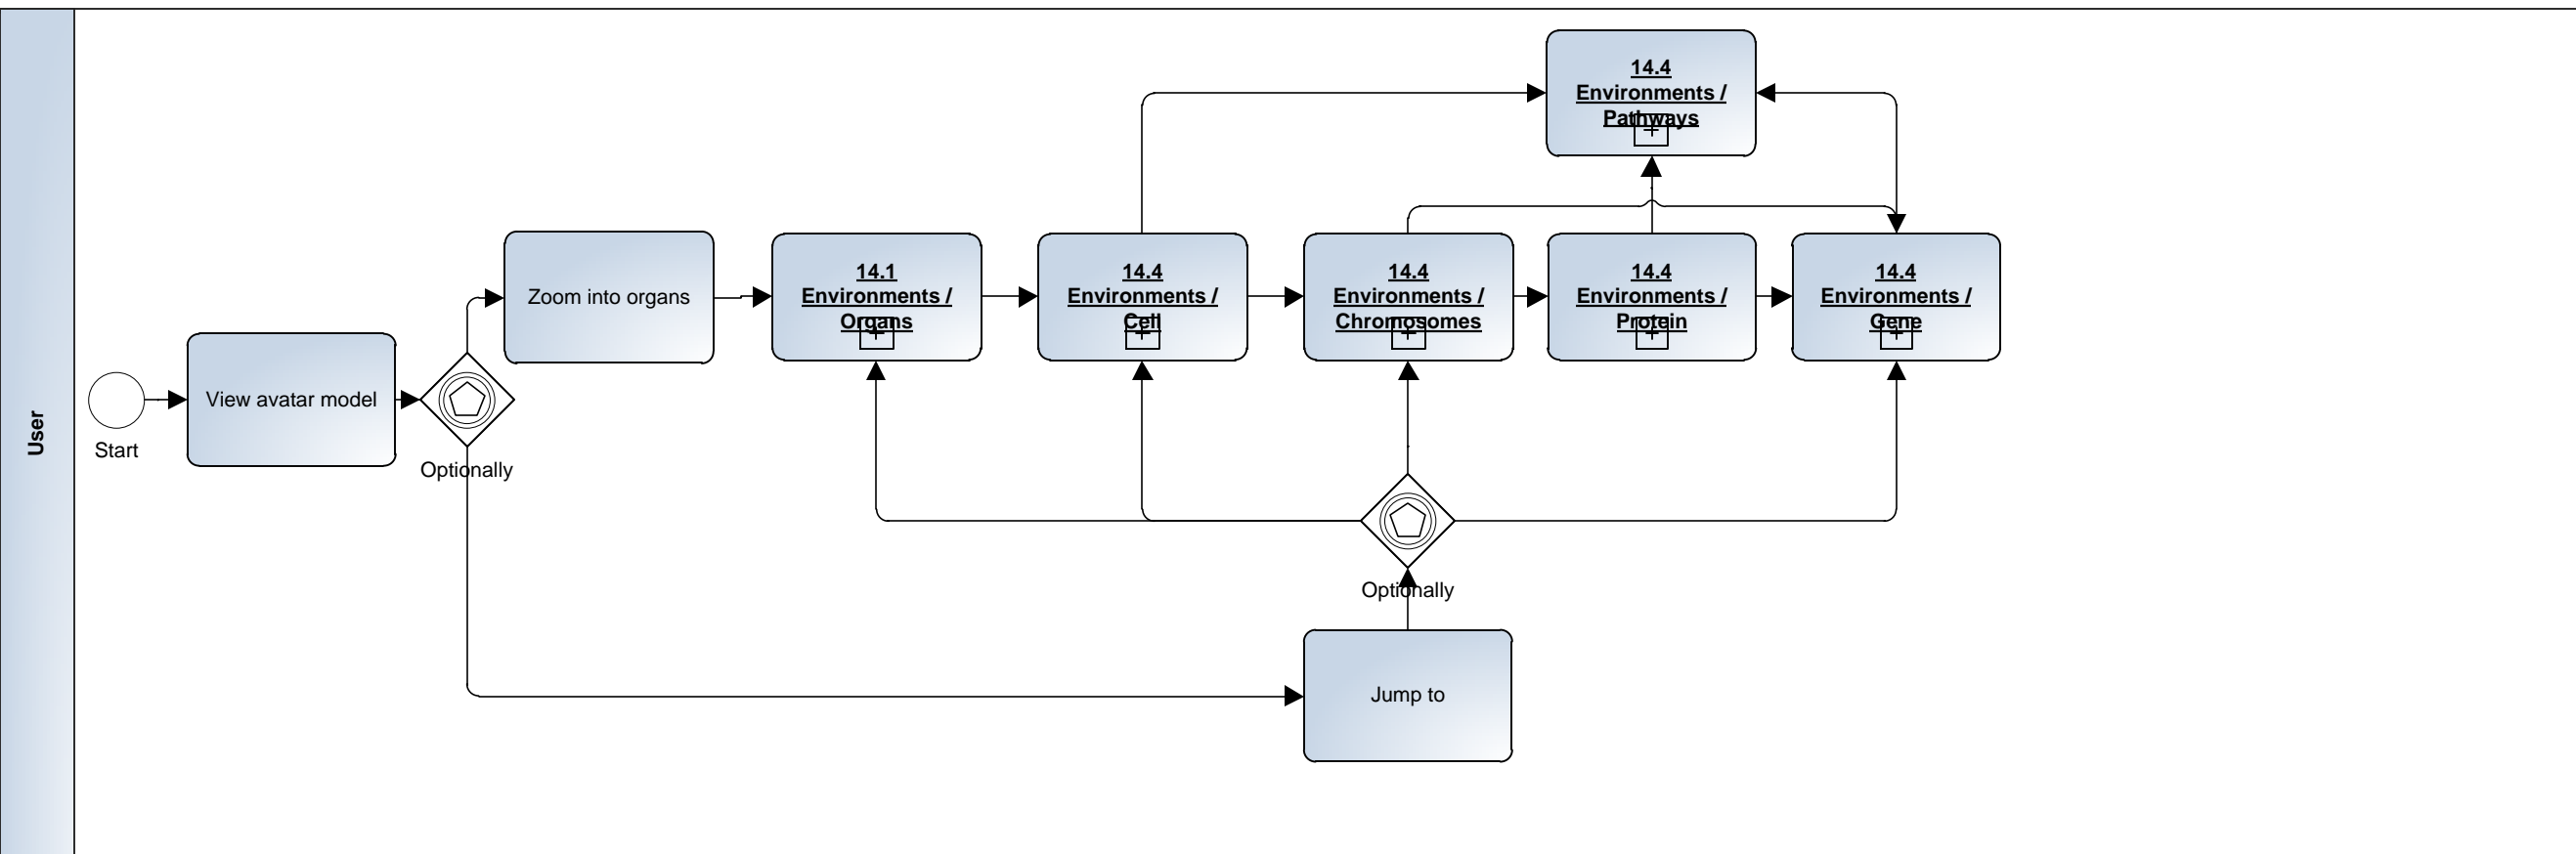 User
Start
View avatar model
Optionally
Zoom into organs
14.1
Environments /
Organs
14.4
Environments /
Cell
14.4
Environments /
Chromosomes
14.4
Environments /
Protein
14.4
Environments /
Gene
14.4
Environments /
Pathways
Optionally
Jump to